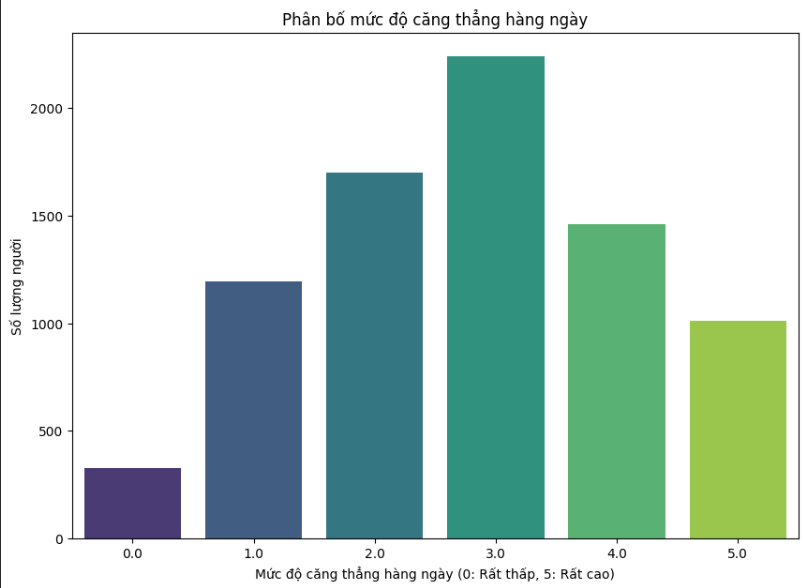 Phân bố mức độ căng thẳng hàng ngày
2000
1500
1000
500
0
Số lượng người
0.0 1.0 2.0 3.0 4.0 5.0
Mức độ căng thẳng hàng ngày (0: Rất thấp, 5: Rất cao)